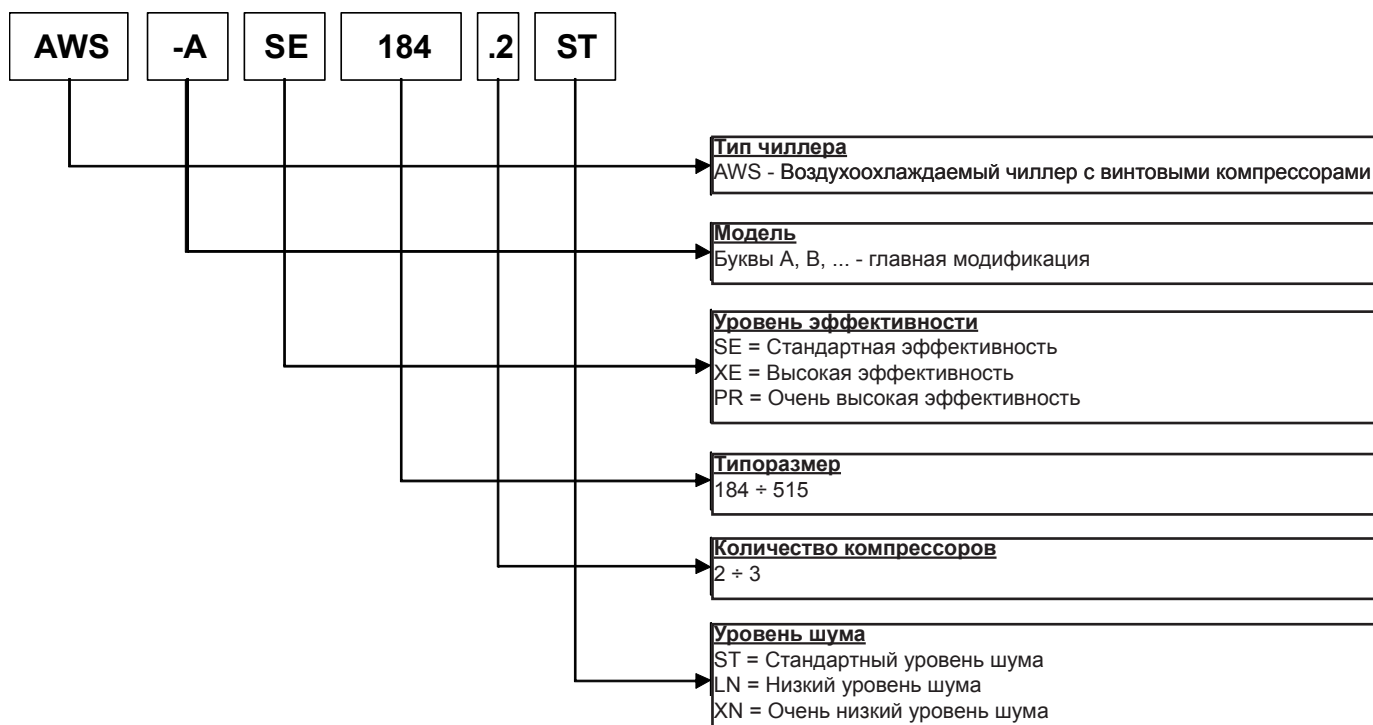 AWS -A SE 184 .2 ST
Тип чиллера
AWS - Воздухоохлаждаемый чиллер с винтовыми компрессорами
Модель
Буквы A, B, ... - главная модификация
Уровень эффективности
SE = Стандартная эффективность
XE = Высокая эффективность
PR = Очень высокая эффективность
Типоразмер
184 ÷ 515
Количество компрессоров
2 ÷ 3
Уровень шума
ST = Стандартный уровень шума
LN = Низкий уровень шума
XN = Очень низкий уровень шума